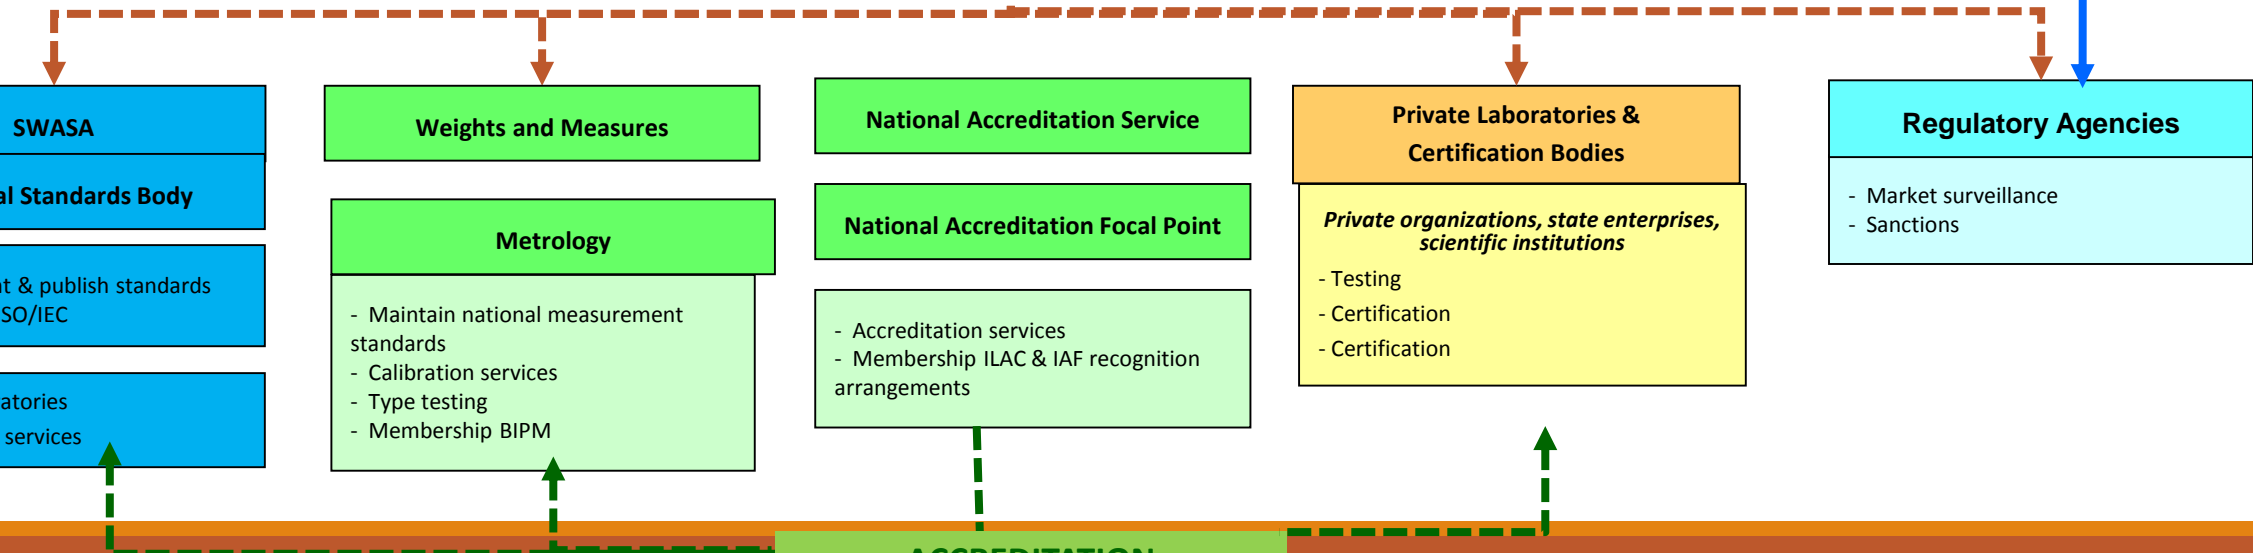 SWASA
Standards Body
& publish standards
SO/IEC
services
Weights and Measures
Metrology
- Maintain national measurement
standards
- Calibration services
- Type testing
- Membership BIPM
National Accreditation Service
National Accreditation Focal Point
- Accreditation services
- Membership ILAC & IAF recognition
arrangements
Private Laboratories &
Certification Bodies
Private organizations, state enterprises,
scientific institutions
- Testing
- Certification
- Certification
Regulatory Agencies
- Market surveillance
- Sanctions
ACCREDITATION